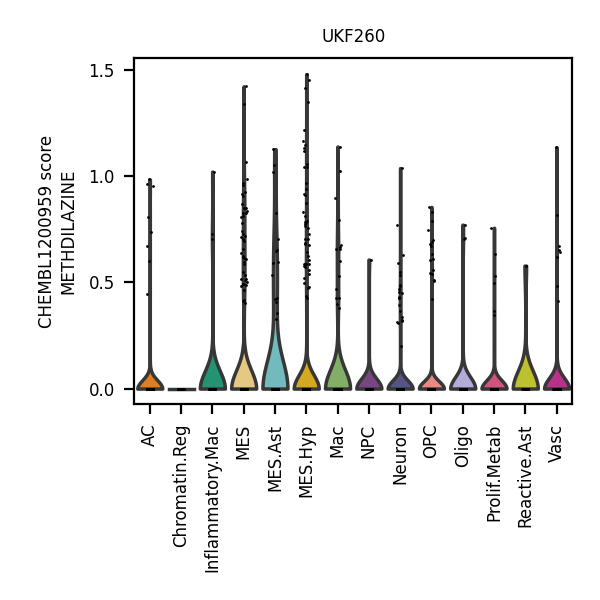 UKF260
CHEMBL1200959 score
METHDILAZINE
1.5
1.0
0.5
0.0
AC
Chromatin.Reg
Inflammatory.Mac
MES
MES.Ast
MES.Hyp
Mac
NPC
Neuron
OPC
Oligo
Prolif.Metab
Reactive.Ast
Vasc